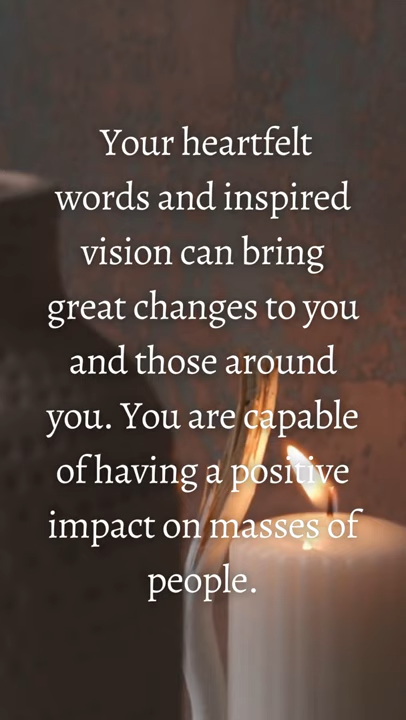 Your heartfelt
words and inspired
vision can bring
great changes to you
and those around
you. You are capable
of having a positive
impact on masses of
people.